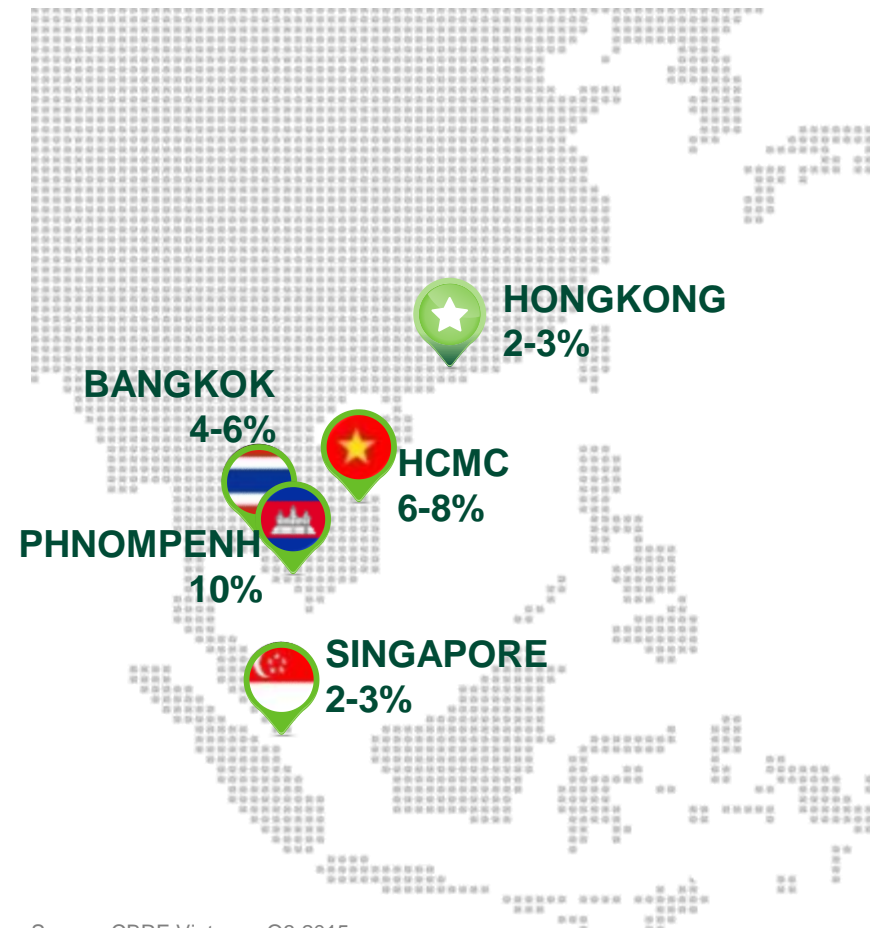 HONGKONG
2-3%
BANGKOK
4-6%
HCMC
6-8%
PHNOMPENH
10%
SINGAPORE
2-3%